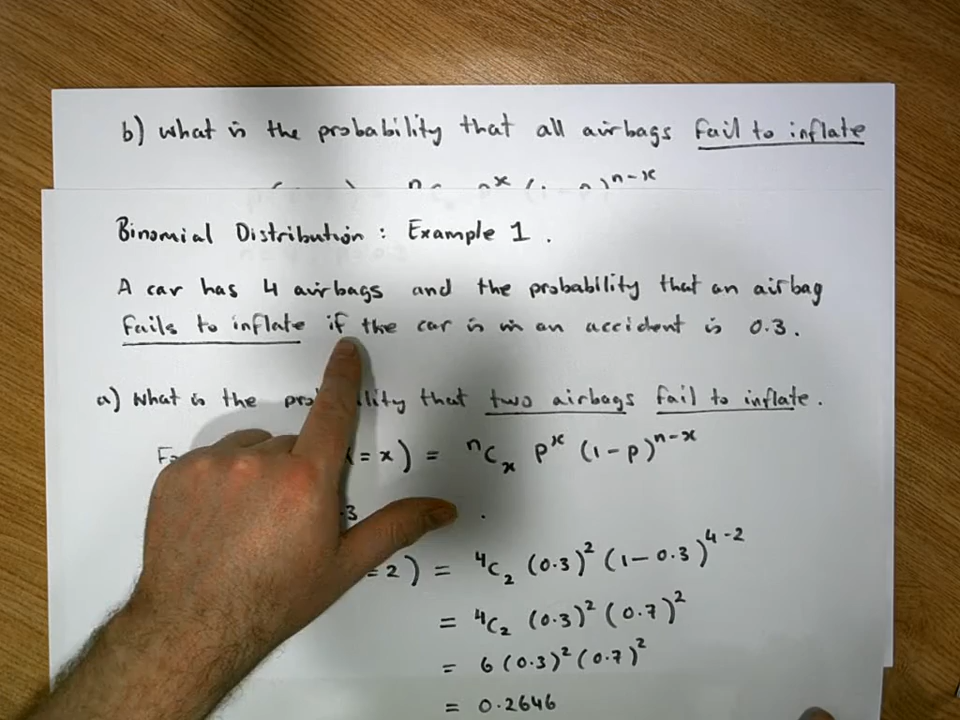 b) What is the probability that all airbags fail to inflate
Binomial Distribution : Example 1 .
A car has 4 airbags and the probability that an airbag
fails to inflate if the car is in an accident is 0.3 .
a) What is the lity that two airbags fail to inflate .
= x ) = ⁿCₓ pˣ (1-p)ⁿ⁻ˣ
.3
= 2 ) = ⁴C₂ (0.3)² (1-0.3)⁴⁻²
= ⁴C₂ (0.3)² (0.7)²
= 6 (0.3)² (0.7)²
= 0.2646